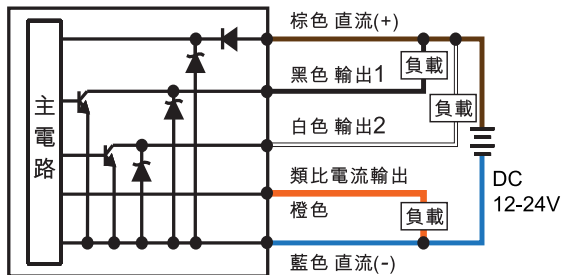 棕色 直流(+)
負載
黑色 輸出1
負載
主電路
白色 輸出2
類比電流輸出
DC
12-24V
橙色
負載
藍色 直流(-)